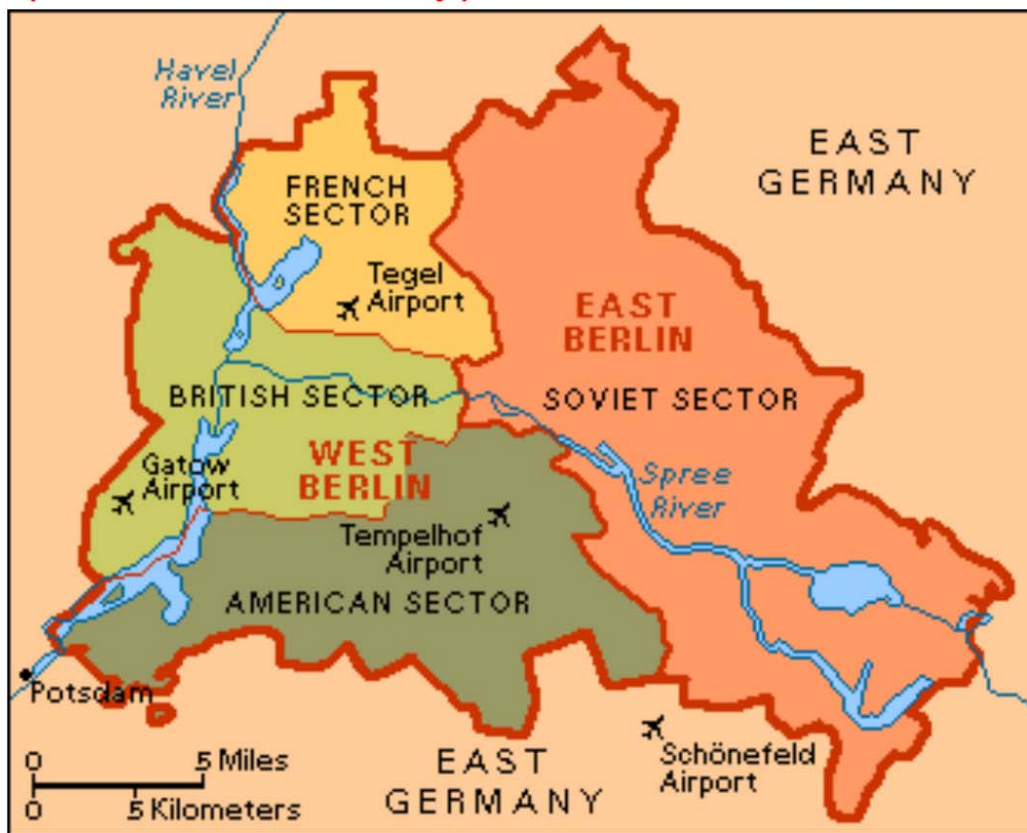 Havel
River
EAST
GERMANY
FRENCH
SECTOR
Tegel
Airport
EAST
BERLIN
BRITISH SECTOR
SOVIET SECTOR
WEST
BERLIN
Gatow
Airport
Spree
River
Tempelhof
Airport
AMERICAN SECTOR
Potsdam
EAST
GERMANY
Schönefeld
Airport
0 5 Miles
0 5 Kilometers